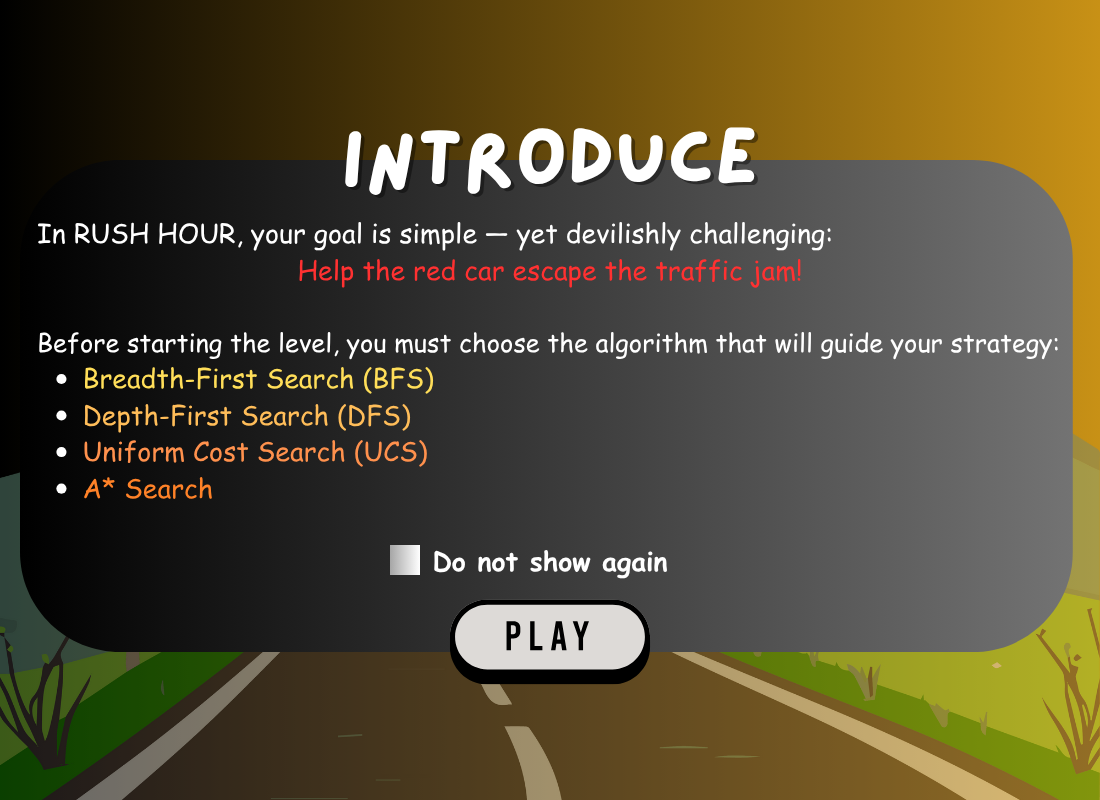 INTRODUCE
In RUSH HOUR, your goal is simple — yet devilishly challenging:
Help the red car escape the traffic jam!
Before starting the level, you must choose the algorithm that will guide your strategy:
• Breadth-First Search (BFS)
• Depth-First Search (DFS)
• Uniform Cost Search (UCS)
• A* Search
Do not show again
PLAY